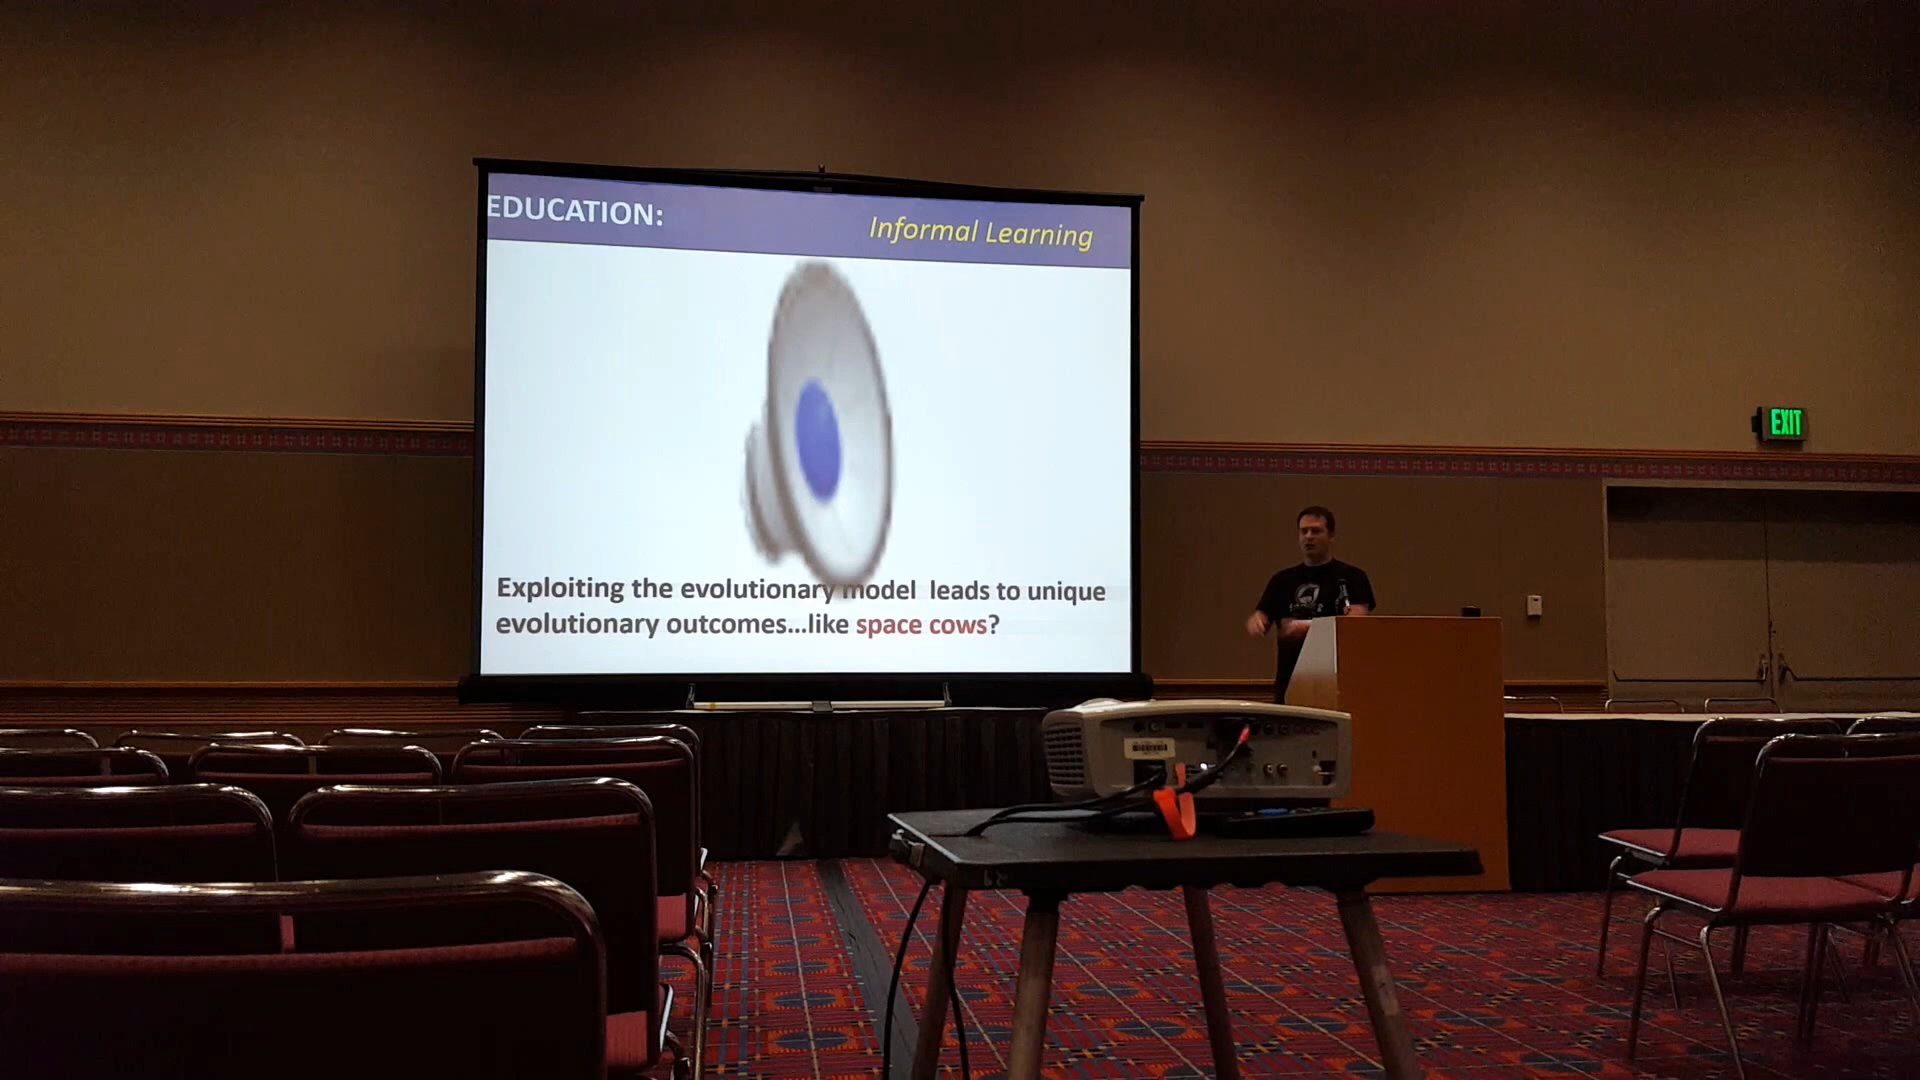 EDUCATION:
Informal Learning
Exploiting the evolutionary model leads to unique
evolutionary outcomes...like space cows?
EXIT